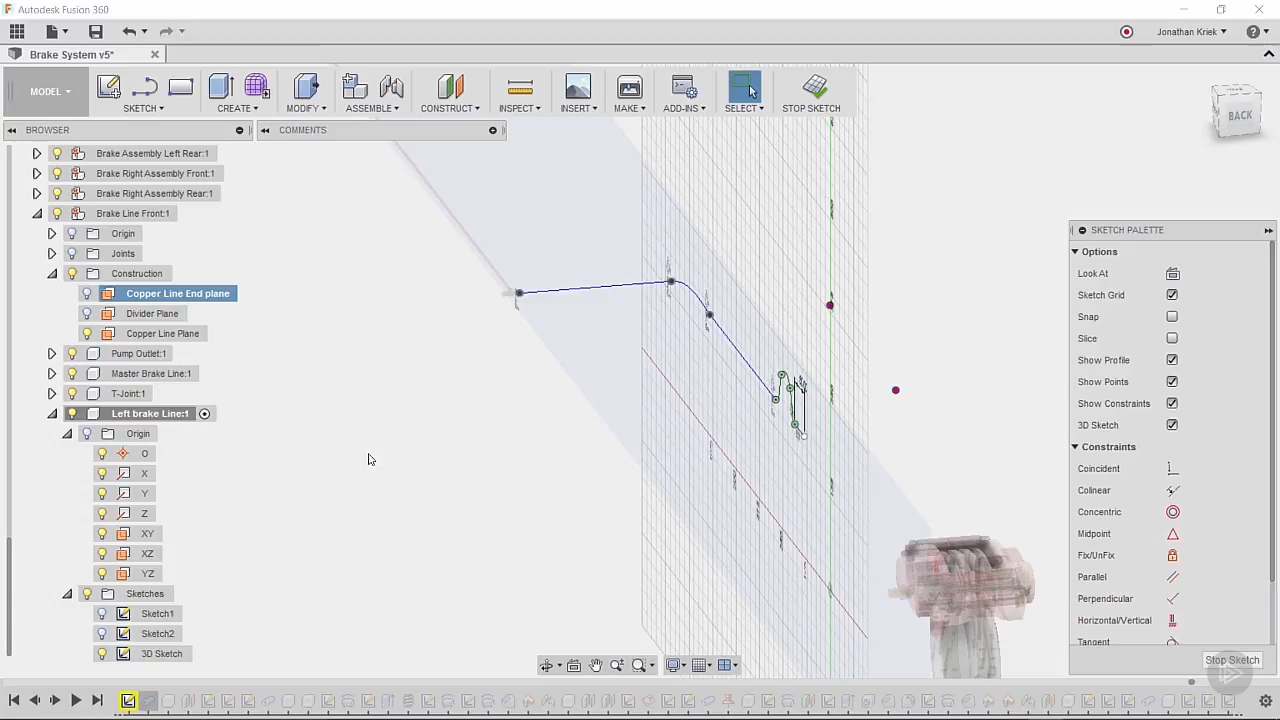 Autodesk Fusion 360
Jonathan Kriek
Brake System v5*
MODEL
SKETCH
CREATE
MODIFY
ASSEMBLE
CONSTRUCT
INSPECT
INSERT
MAKE
ADD-INS
SELECT
STOP SKETCH
BACK
BROWSER
COMMENTS
Brake Assembly Left Rear:1
Brake Right Assembly Front:1
Brake Right Assembly Rear:1
Brake Line Front:1
Origin
Joints
Construction
Copper Line End plane
Divider Plane
Copper Line Plane
Pump Outlet:1
Master Brake Line:1
T-Joint:1
Left brake Line:1
Origin
O
X
Y
Z
XY
XZ
YZ
Sketches
Sketch1
Sketch2
3D Sketch
SKETCH PALETTE
Options
Look At
Sketch Grid
Snap
Slice
Show Profile
Show Points
Show Constraints
3D Sketch
Constraints
Coincident
Colinear
Concentric
Midpoint
Fix/UnFix
Parallel
Perpendicular
Horizontal/Vertical
Tangent
Stop Sketch